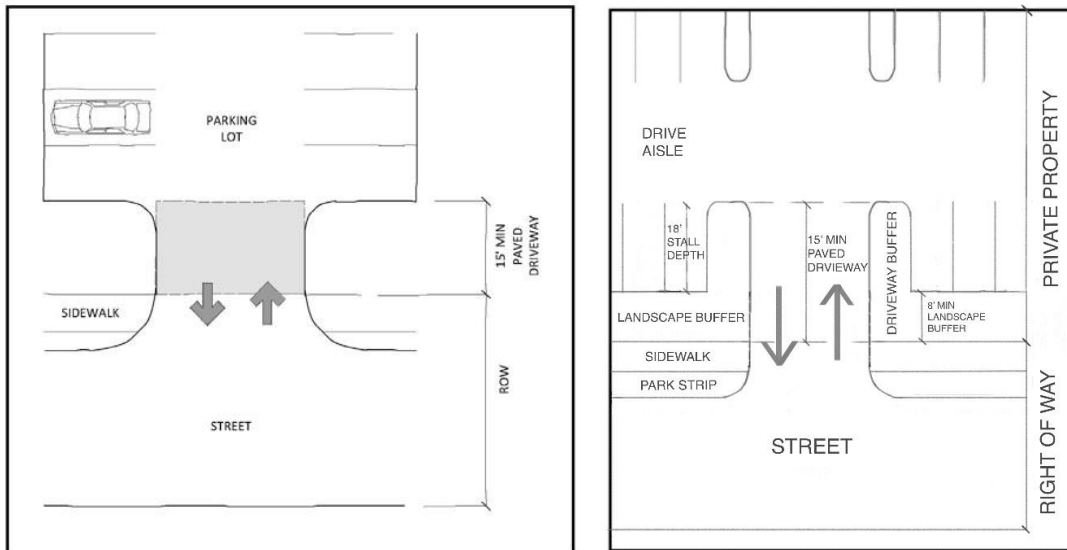 PARKING
LOT
15' MIN
PAVED
DRIVEWAY
SIDEWALK
ROW
STREET
DRIVE
AISLE
18'
STALL
DEPTH
15' MIN
PAVED
DRVIEWAY
DRIVEWAY BUFFER
LANDSCAPE BUFFER
8' MIN
LANDSCAPE
BUFFEH
SIDEWALK
PARK STRIP
STREET
PRIVATE PROPERTY
RIGHT OF WAY